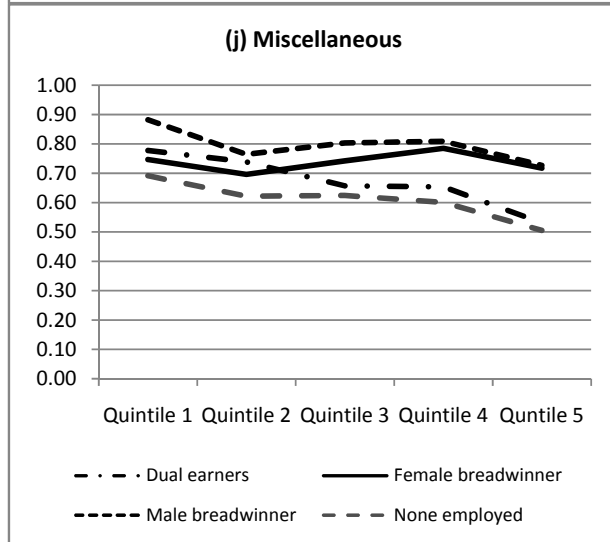 (j) Miscellaneous
1.00
0.90
0.80
0.70
0.60
0.50
0.40
0.30
0.20
0.10
0.00
Quintile 1 Quintile 2 Quintile 3 Quintile 4 Quntile 5
Dual earners Female breadwinner
Male breadwinner None employed